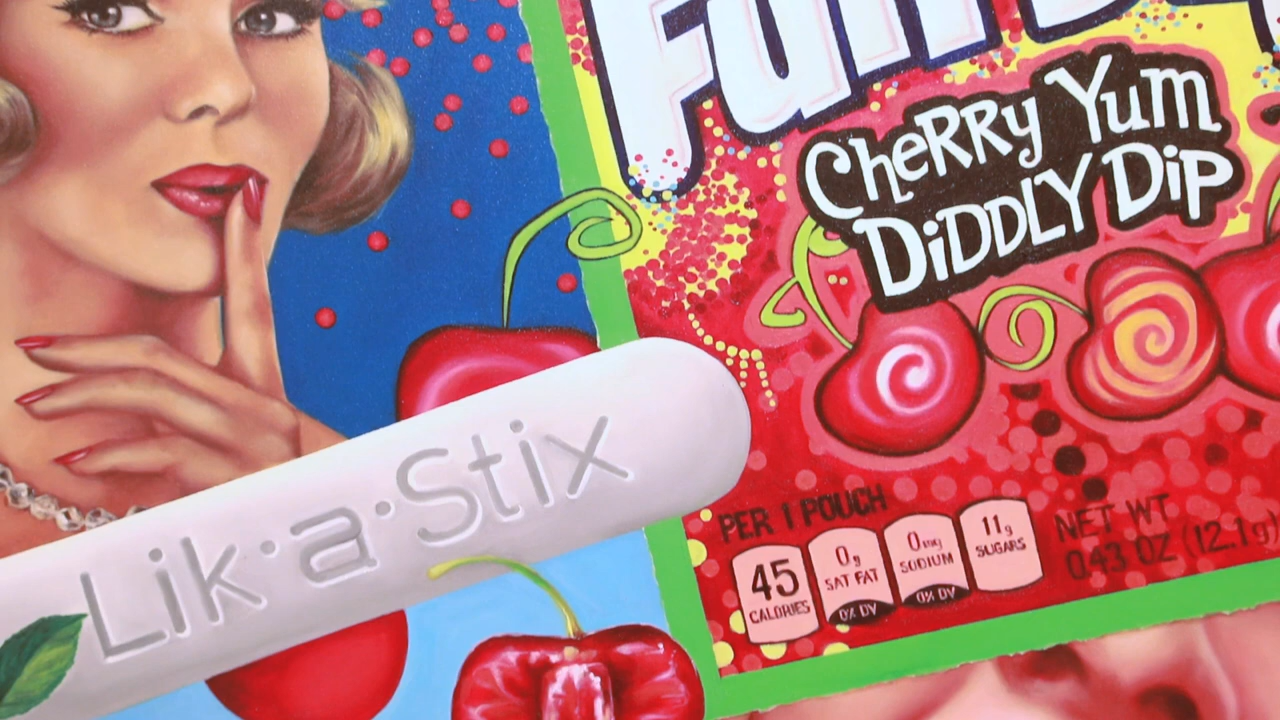 Fun D
CheRRy Yum
DiDDLY Dip
Lik·a·Stix
PER 1 POUCH
45
CALORIES
0g
SAT FAT
0% DV
0mg
SODIUM
0% DV
11g
SUGARS
NET WT
0.43 OZ (12.1g)